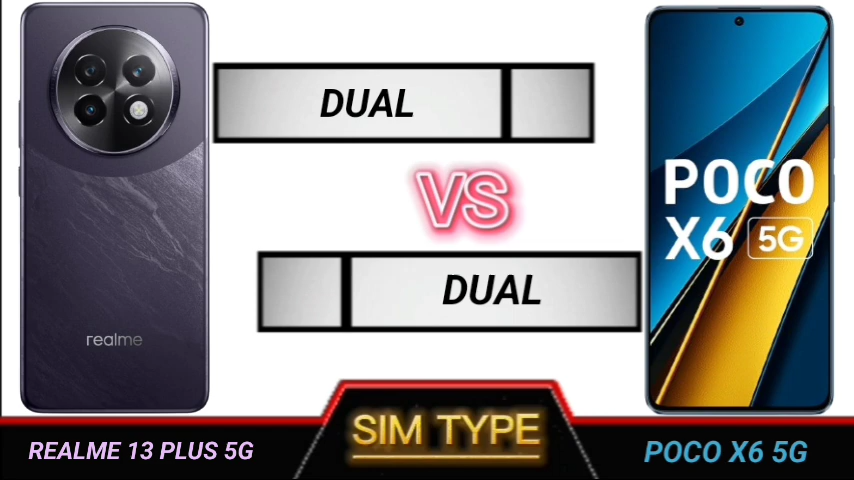 DUAL
VS
DUAL
POCO
X6 5G
realme
SIM TYPE
REALME 13 PLUS 5G
POCO X6 5G